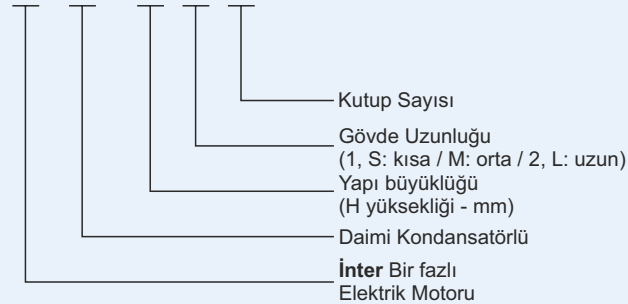 Kutup Sayısı
Gövde Uzunluğu
(1, S: kısa / M: orta / 2, L: uzun)
Yapı büyüklüğü
(H yüksekliği - mm)
Daimi Kondansatörlü
İnter Bir fazlı
Elektrik Motoru